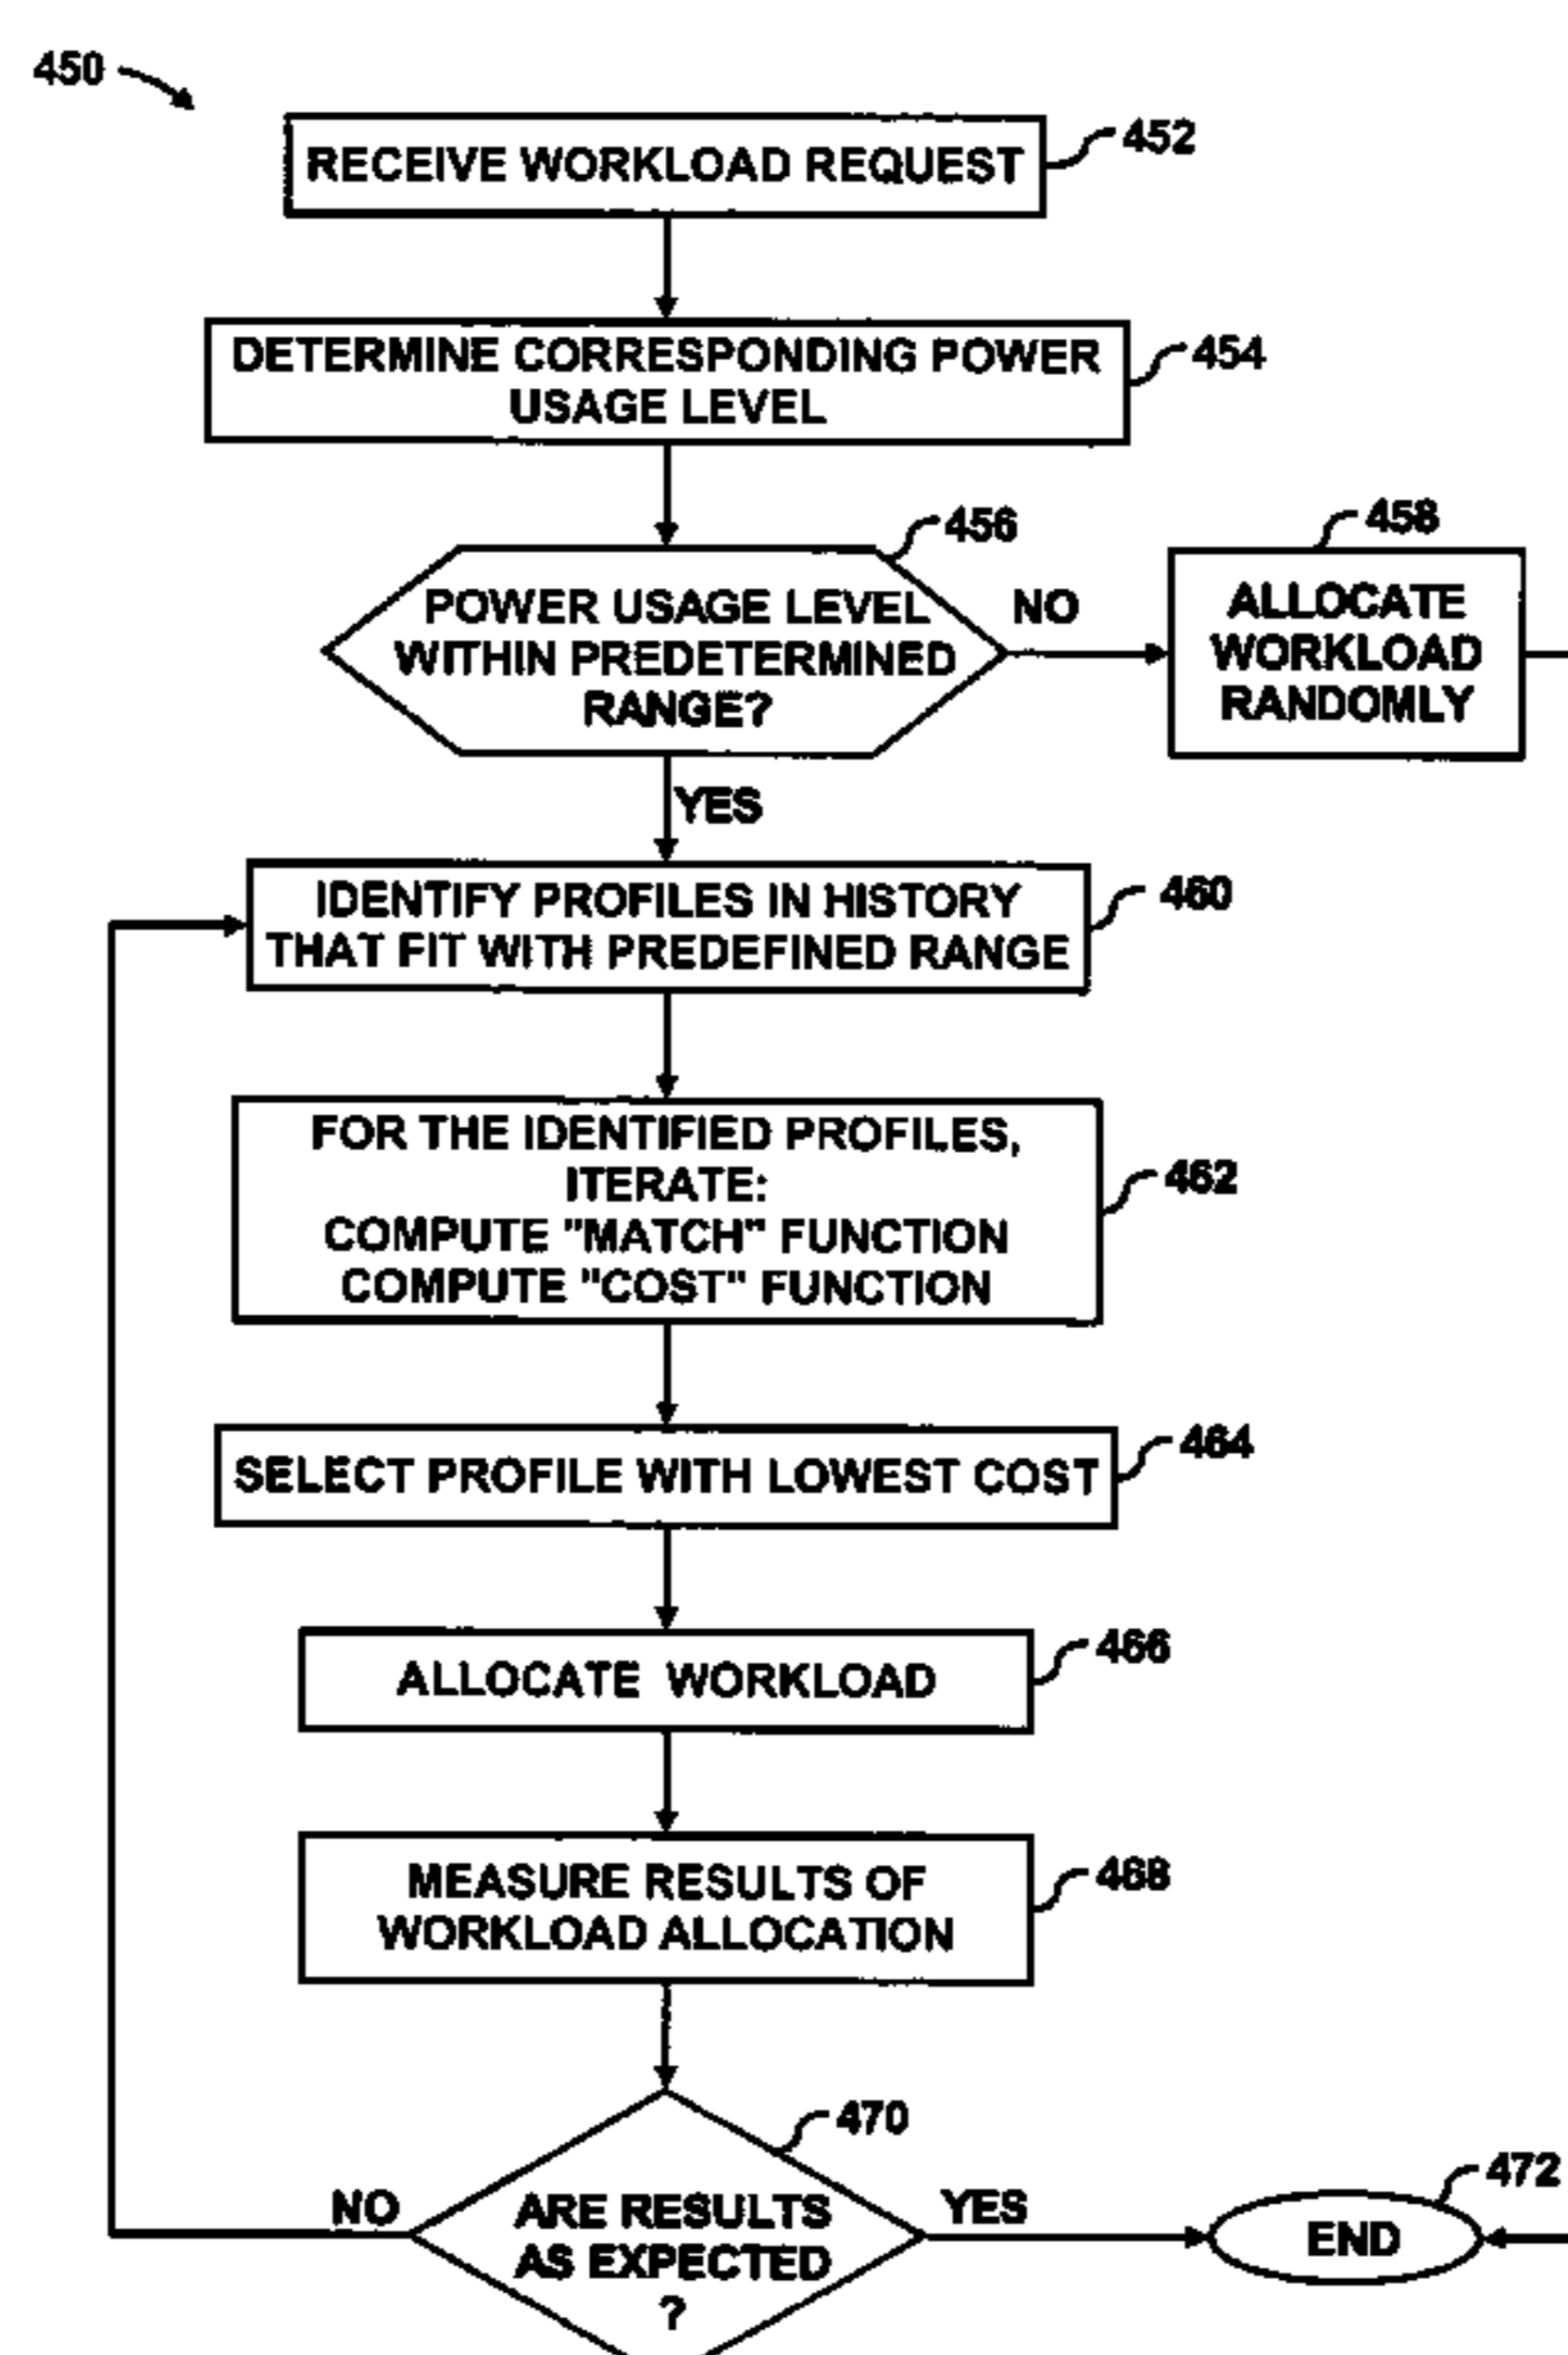 450
RECEIVE WORKLOAD REQUEST
452
DETERMINE CORRESPONDING POWER
USAGE LEVEL
454
456
POWER USAGE LEVEL
WITHIN PREDETERMINED
RANGE?
NO
458
ALLOCATE
WORKLOAD
RANDOMLY
YES
IDENTIFY PROFILES IN HISTORY
THAT FIT WITH PREDEFINED RANGE
460
FOR THE IDENTIFIED PROFILES,
ITERATE:
COMPUTE "MATCH" FUNCTION
COMPUTE "COST" FUNCTION
462
SELECT PROFILE WITH LOWEST COST
464
ALLOCATE WORKLOAD
466
MEASURE RESULTS OF
WORKLOAD ALLOCATION
468
470
NO
ARE RESULTS
AS EXPECTED
?
YES
472
END